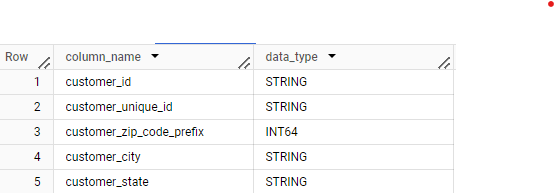 Row column_name data_type
1 customer_id STRING
2 customer_unique_id STRING
3 customer_zip_code_prefix INT64
4 customer_city STRING
5 customer_state STRING